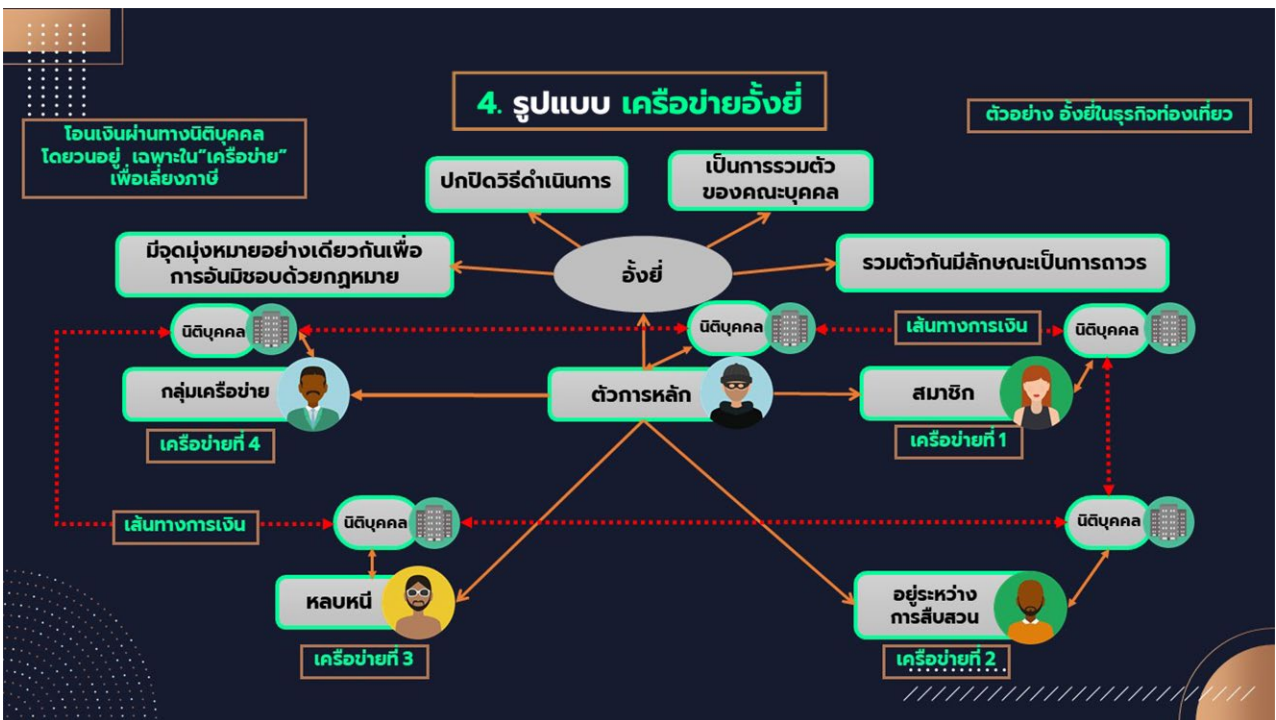 4. รูปแบบ เครือข่ายอั้งยี่
ตัวอย่าง อั้งยี่ในธุรกิจท่องเที่ยว
โอนเงินผ่านทางนิติบุคคล
โดยวนอยู่ เฉพาะใน"เครือข่าย"
เพื่อเลี่ยงภาษี
ปกปิดวิธีดำเนินการ
เป็นการรวมตัว
ของคณะบุคคล
มีจุดมุ่งหมายอย่างเดียวกันเพื่อ
การอันมิชอบด้วยกฎหมาย
อั้งยี่
รวมตัวกันมีลักษณะเป็นการถาวร
นิติบุคคล
นิติบุคคล
เส้นทางการเงิน
นิติบุคคล
กลุ่มเครือข่าย
ตัวการหลัก
สมาชิก
เครือข่ายที่ 4
เครือข่ายที่ 1
เส้นทางการเงิน
นิติบุคคล
นิติบุคคล
หลบหนี
อยู่ระหว่าง
การสืบสวน
เครือข่ายที่ 3
เครือข่ายที่ 2